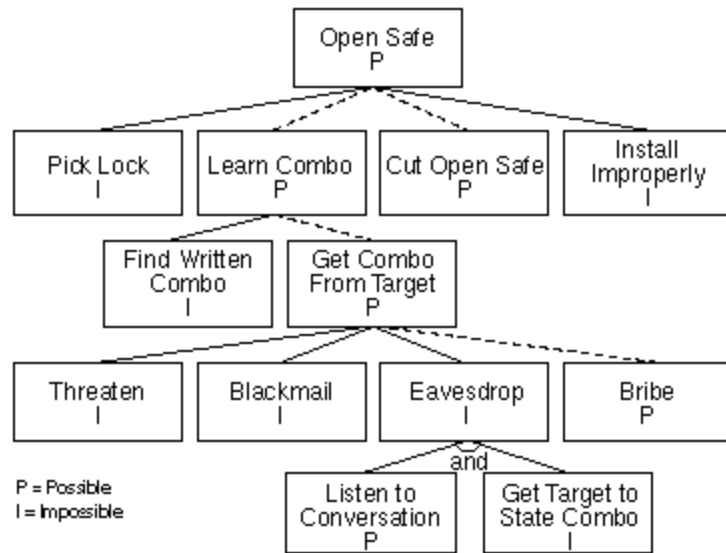 Open Safe
P
Pick Lock
I
Learn Combo
P
Cut Open Safe
P
Install
Improperly
I
Find Written
Combo
I
Get Combo
From Target
P
Threaten
I
Blackmail
I
Eavesdrop
I
Bribe
P
and
Listen to
Conversation
P
Get Target to
State Combo
I
P = Possible
I = Impossible